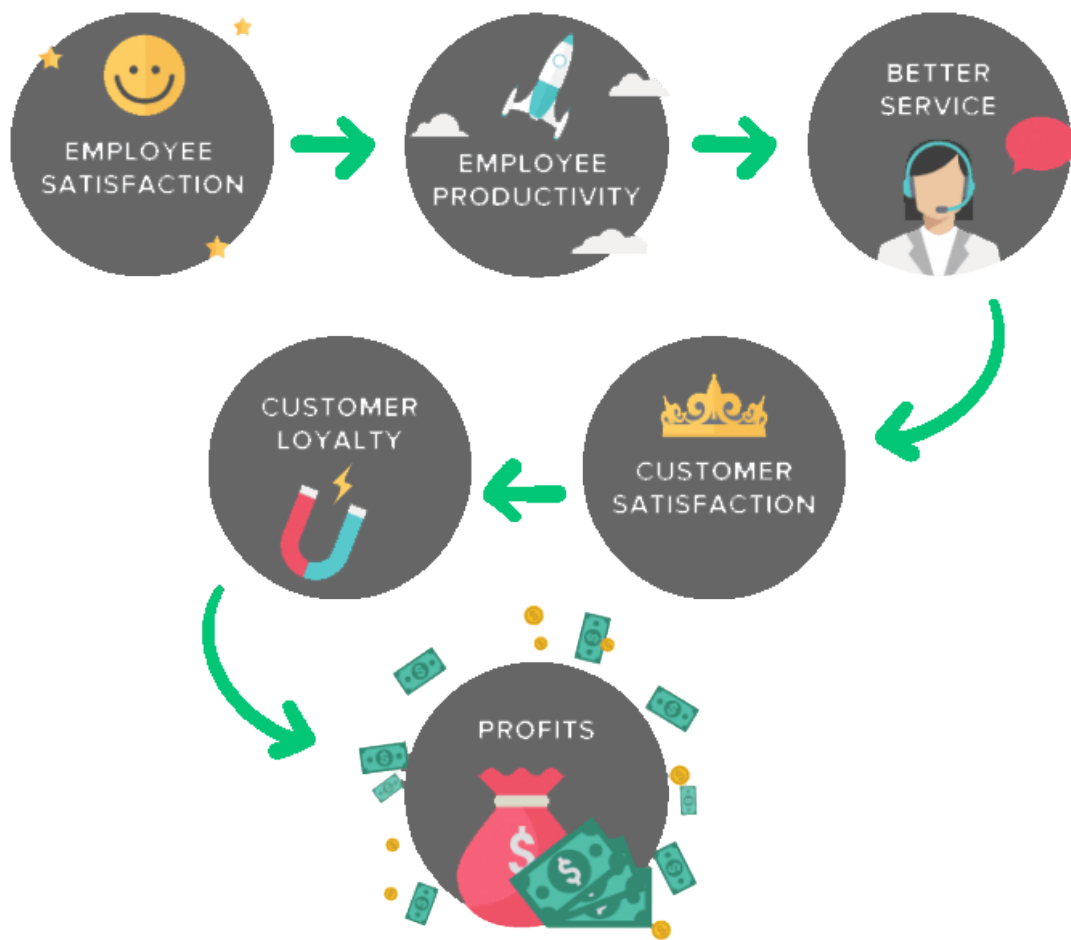 EMPLOYEE
SATISFACTION
EMPLOYEE
PRODUCTIVITY
BETTER
SERVICE
CUSTOMER
SATISFACTION
CUSTOMER
LOYALTY
PROFITS
$
$